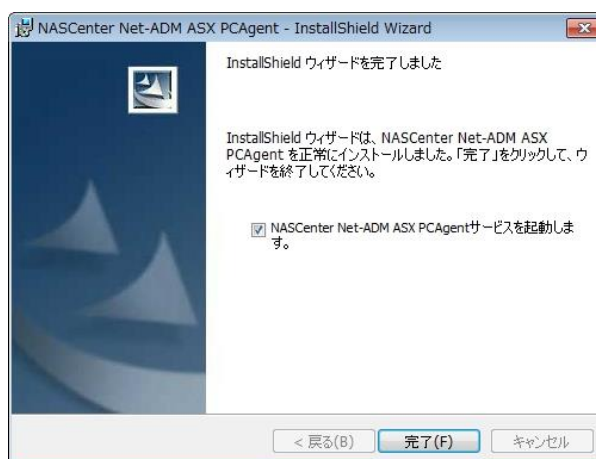 NASCenter Net-ADM ASX PCAgent - InstallShield Wizard
InstallShield ウィザードを完了しました
InstallShield ウィザードは、NASCenter Net-ADM ASX
PCAgent を正常にインストールしました。「完了」をクリックして、ウ
ィザードを終了してください。
NASCenter Net-ADM ASX PCAgentサービスを起動しま
す。
< 戻る(B)
完了(F)
キャンセル